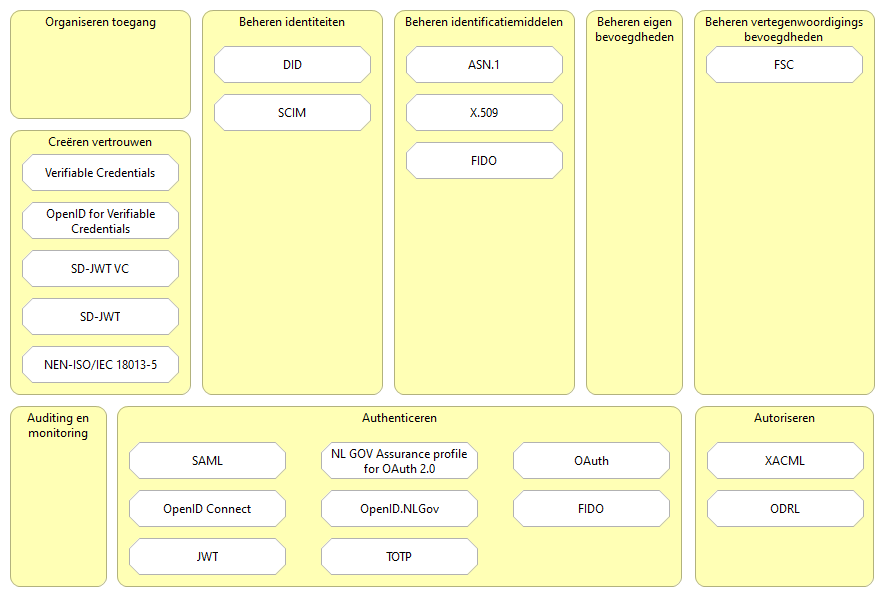 Organiseren toegang
Creëren vertrouwen
Verifiable Credentials
OpenID for Verifiable
Credentials
SD-JWT VC
SD-JWT
NEN-ISO/IEC 18013-5
Beheren identiteiten
DID
SCIM
Beheren identificatiemiddelen
ASN.1
X.509
FIDO
Beheren eigen
bevoegdheden
Beheren vertegenwoordigings
bevoegdheden
FSC
Auditing en
monitoring
Authenticeren
SAML
NL GOV Assurance profile
for OAuth 2.0
OAuth
OpenID Connect
OpenID.NLGov
FIDO
JWT
TOTP
Autoriseren
XACML
ODRL